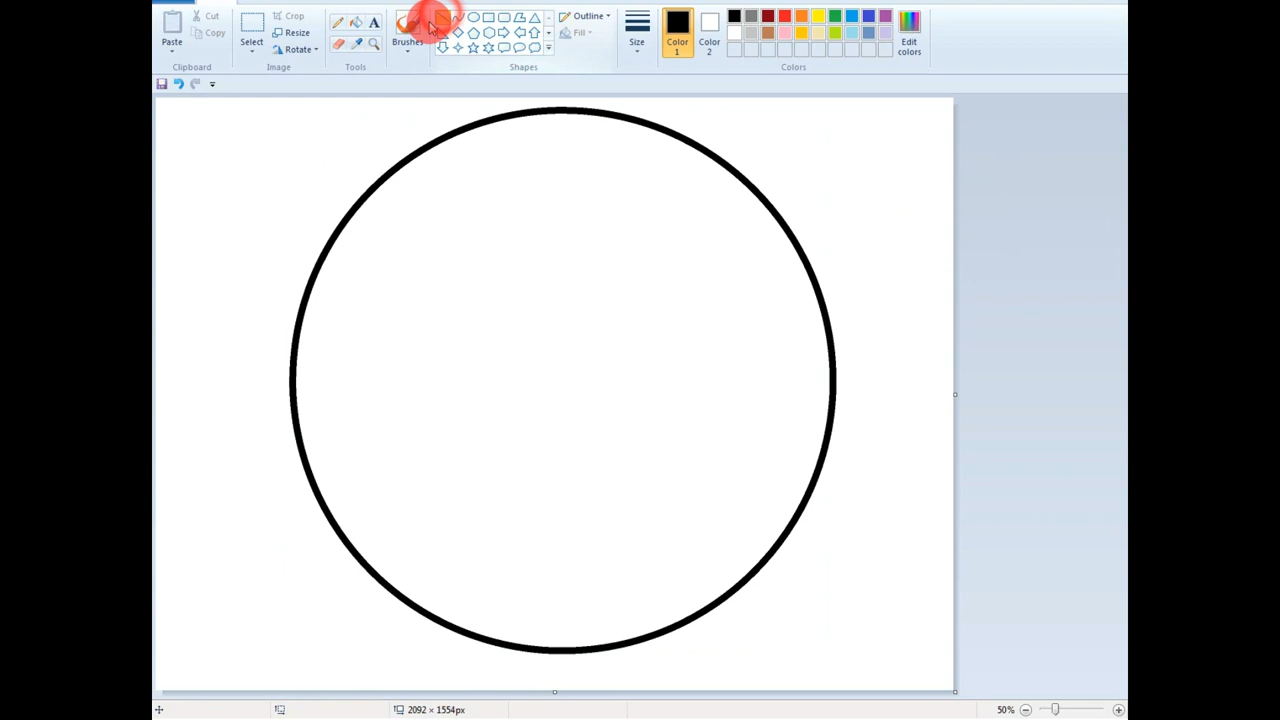 Cut
Copy
Paste
Clipboard
Select
Crop
Resize
Rotate
Image
A
Tools
Brushes
Shapes
Outline
Fill
Size
Color
1
Color
2
Edit
colors
Colors
2092 × 1554px
50%